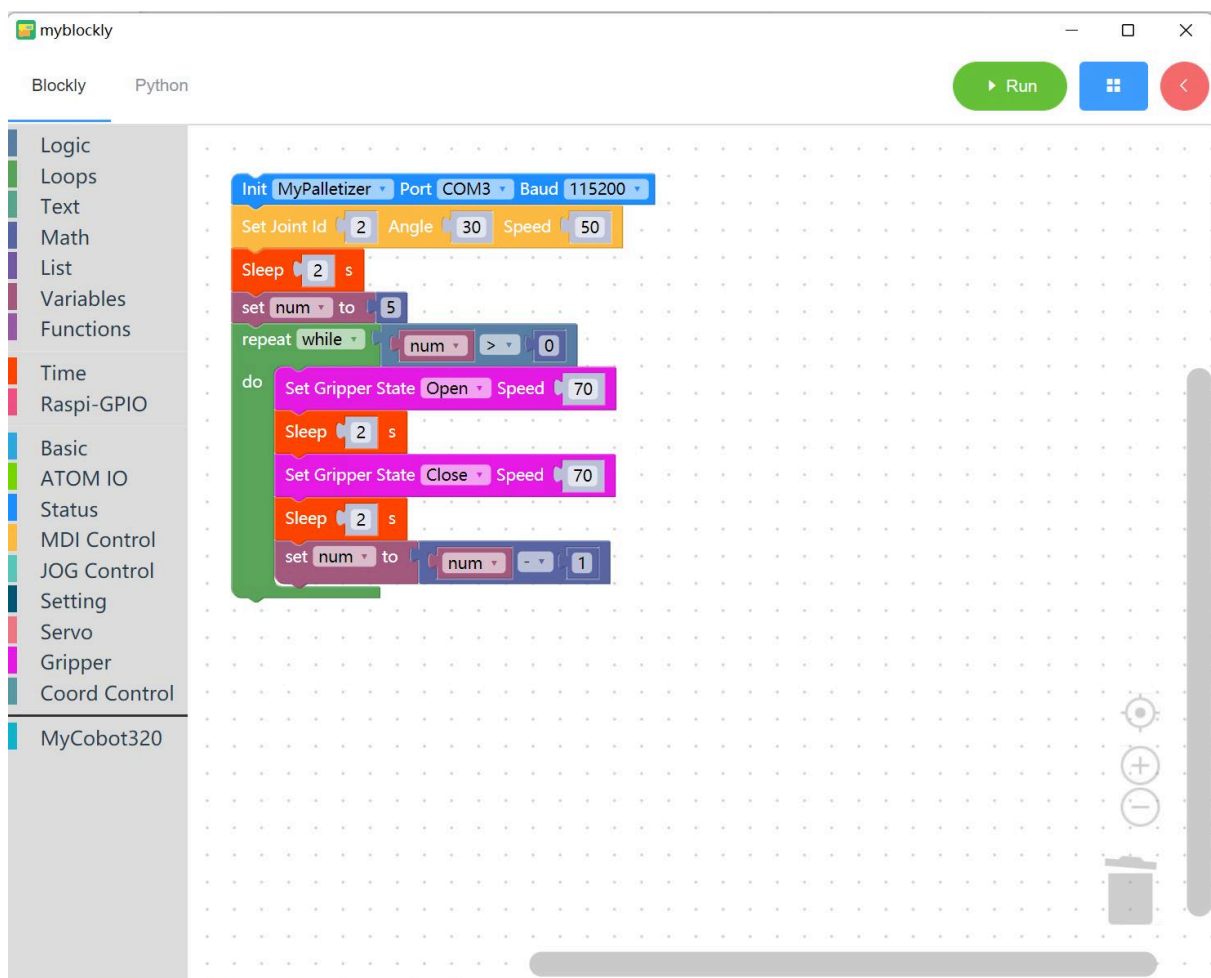 myblockly
Blockly Python Run
Logic
Loops
Text
Math
List
Variables
Functions
Time
Raspi-GPIO
Basic
ATOM IO
Status
MDI Control
JOG Control
Setting
Servo
Gripper
Coord Control
MyCobot320
Init MyPalletizer Port COM3 Baud 115200
Set Joint Id 2 Angle 30 Speed 50
Sleep 2 s
set num to 5
repeat while num > 0
do Set Gripper State Open Speed 70
Sleep 2 s
Set Gripper State Close Speed 70
Sleep 2 s
set num to num - 1